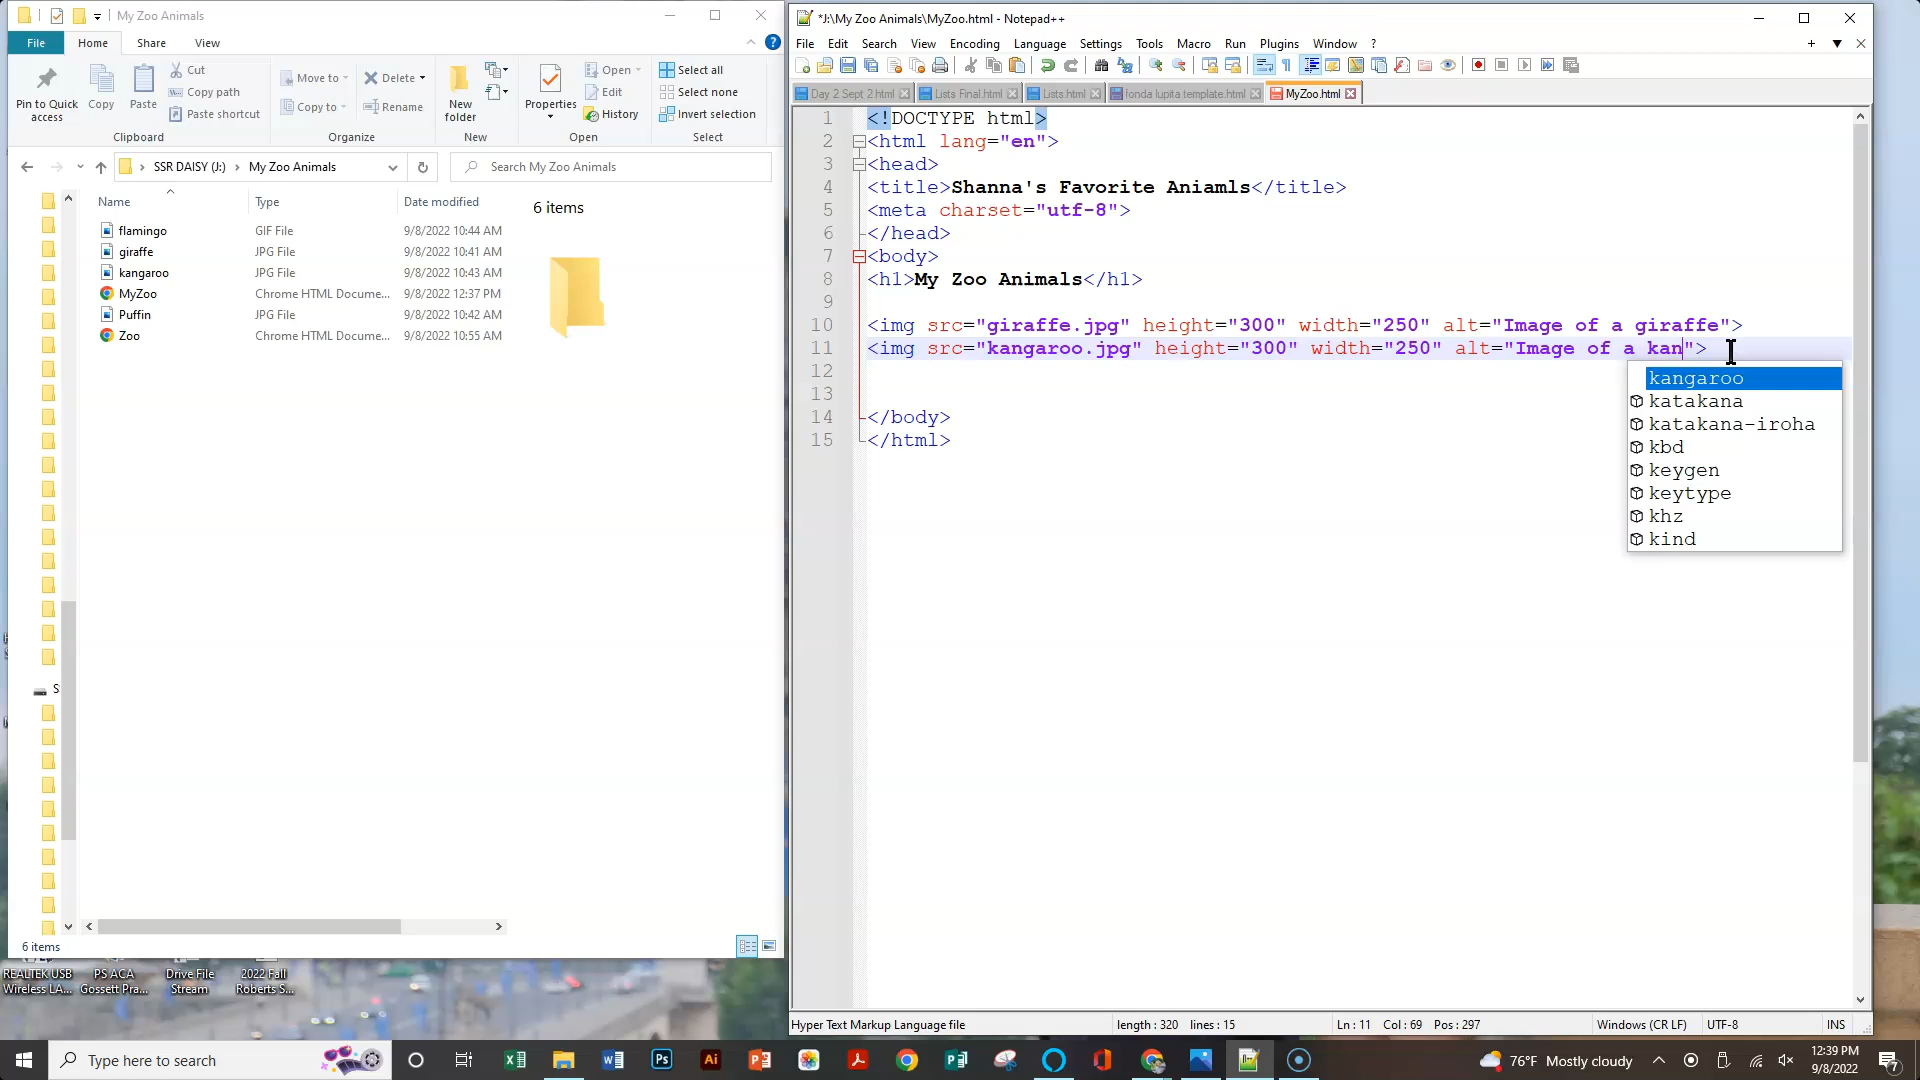 My Zoo Animals
File Home Share View
Pin to Quick access
Copy
Paste
Cut
Copy path
Paste shortcut
Move to
Copy to
Delete
Rename
New folder
Properties
Open
Edit
History
Select all
Select none
Invert selection
Clipboard Organize New Open Select
SSR DAISY (J:) My Zoo Animals
Search My Zoo Animals
Name Type Date modified
6 items
flamingo GIF File 9/8/2022 10:44 AM
giraffe JPG File 9/8/2022 10:41 AM
kangaroo JPG File 9/8/2022 10:43 AM
MyZoo Chrome HTML Docume... 9/8/2022 12:37 PM
Puffin JPG File 9/8/2022 10:42 AM
Zoo Chrome HTML Docume... 9/8/2022 10:55 AM
S
6 items
REALTEK USB Wireless LA...
PS ACA Gossett Pra...
Drive File Stream
2022 Fall Roberts S...
*J:\My Zoo Animals\MyZoo.html - Notepad++
File Edit Search View Encoding Language Settings Tools Macro Run Plugins Window ?
Day 2 Sept 2.html Lists Final.html Lists.html fonda lupita template.html MyZoo.html
1 <!DOCTYPE html>
2 <html lang="en">
3 <head>
4 <title>Shanna's Favorite Aniamls</title>
5 <meta charset="utf-8">
6 </head>
7 <body>
8 <h1>My Zoo Animals</h1>
9
10 <img src="giraffe.jpg" height="300" width="250" alt="Image of a giraffe">
11 <img src="kangaroo.jpg" height="300" width="250" alt="Image of a kan">
12
13
14 </body>
15 </html>
kangaroo
katakana
katakana-iroha
kbd
keygen
keytype
khz
kind
Hyper Text Markup Language file length : 320 lines : 15 Ln : 11 Col : 69 Pos : 297 Windows (CR LF) UTF-8 INS
Type here to search
76°F Mostly cloudy
12:39 PM
9/8/2022
7